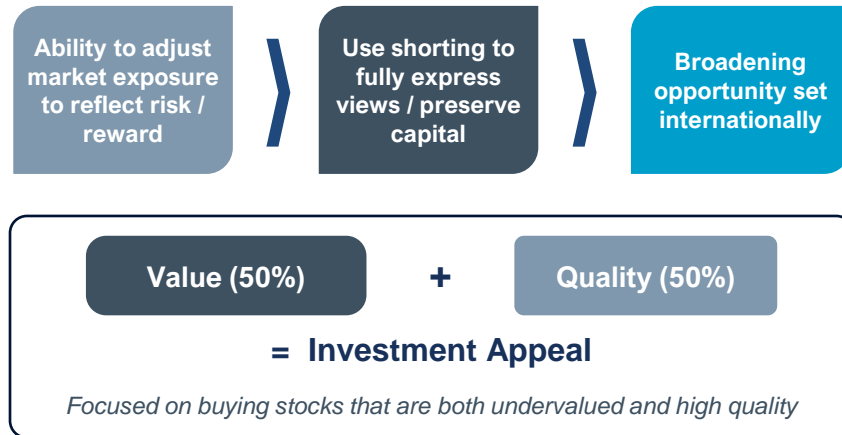 Ability to adjust
market exposure
to reflect risk /
reward
Use shorting to
fully express
views / preserve
capital
Broadening
opportunity set
internationally
Value (50%)
+
Quality (50%)
= Investment Appeal
Focused on buying stocks that are both undervalued and high quality